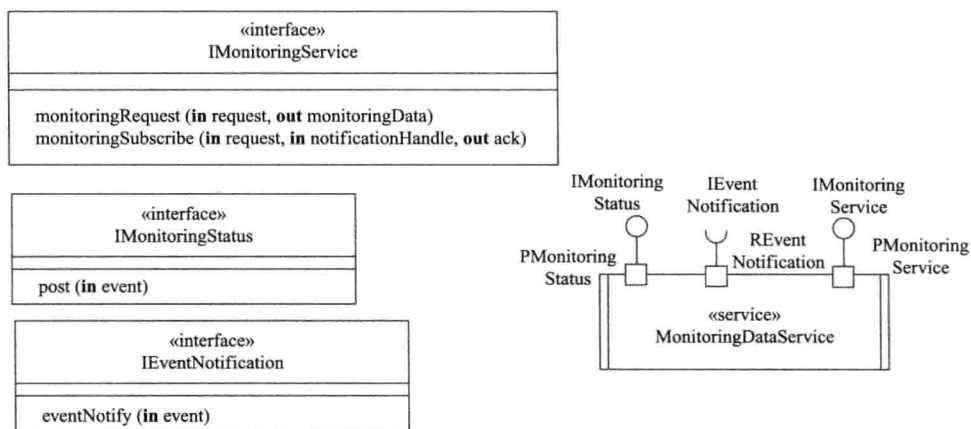 «interface»
IMonitoringService
monitoringRequest (in request, out monitoringData)
monitoringSubscribe (in request, in notificationHandle, out ack)
«interface»
IMonitoringStatus
post (in event)
«interface»
IEventNotification
eventNotify (in event)
IMonitoring
Status
IEvent
Notification
IMonitoring
Service
PMonitoring
Status
REvent
Notification
PMonitoring
Service
«service»
MonitoringDataService